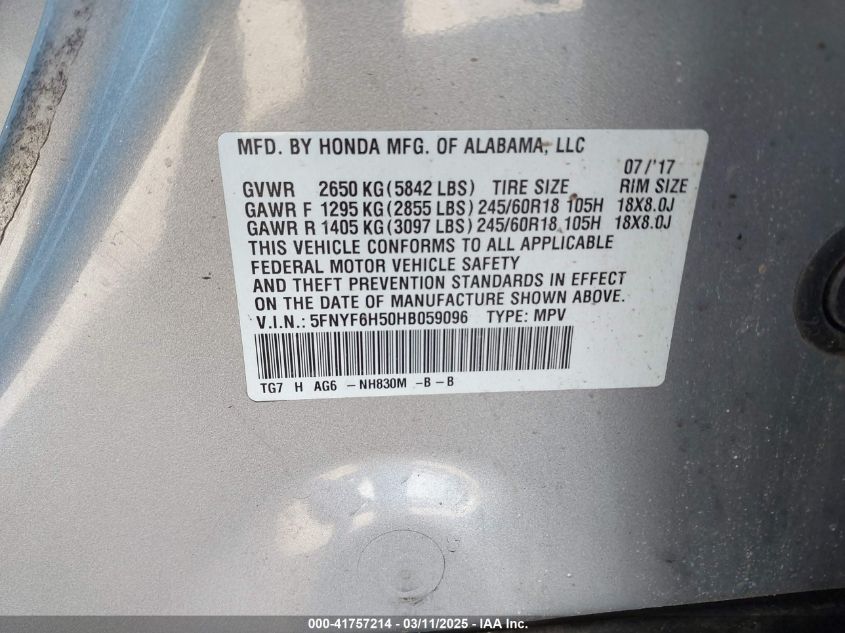 MFD. BY HONDA MFG. OF ALABAMA, LLC
07/'17
GVWR 2650 KG (5842 LBS) TIRE SIZE RIM SIZE
GAWR F 1295 KG (2855 LBS) 245/60R18 105H 18X8.0J
GAWR R 1405 KG (3097 LBS) 245/60R18 105H 18X8.0J
THIS VEHICLE CONFORMS TO ALL APPLICABLE
FEDERAL MOTOR VEHICLE SAFETY
AND THEFT PREVENTION STANDARDS IN EFFECT
ON THE DATE OF MANUFACTURE SHOWN ABOVE.
V.I.N.: 5FNYF6H50HB059096 TYPE: MPV
TG7 H AG6 - NH830M - B - B
000-41757214 - 03/11/2025 - IAA Inc.